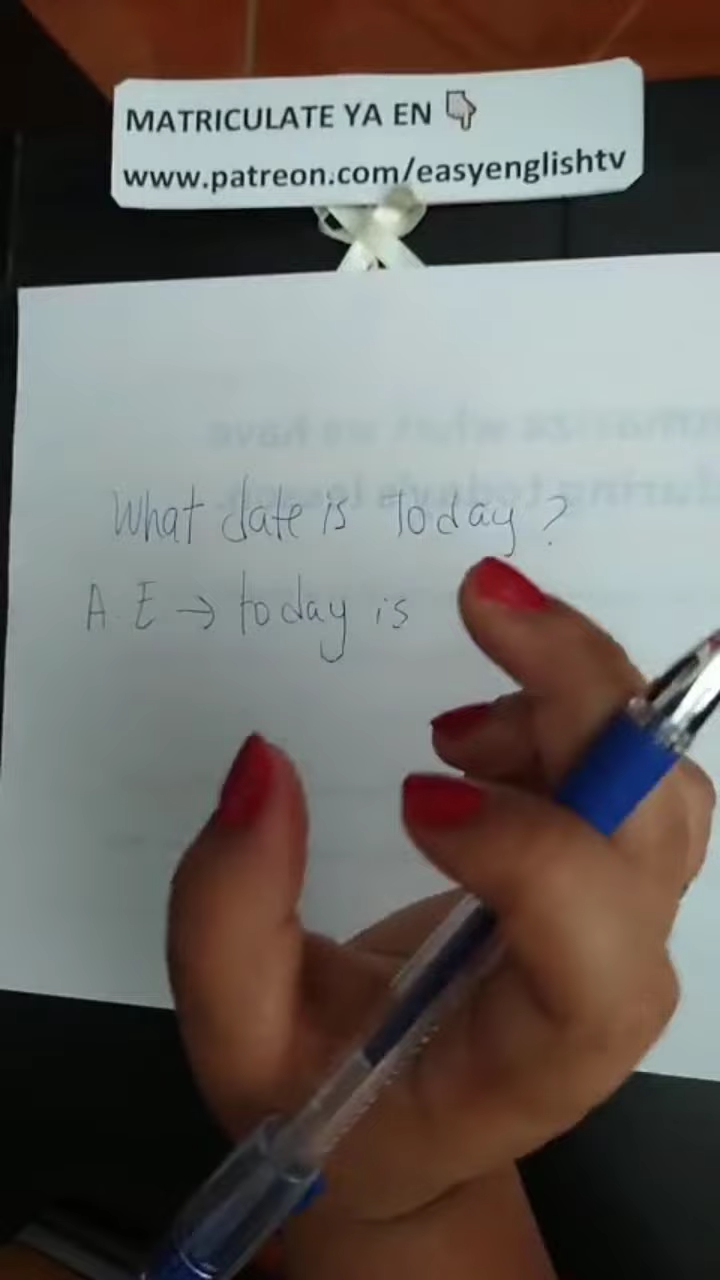 MATRICULATE YA EN
www.patreon.com/easyenglishtv
What date is today?
A.E → today is